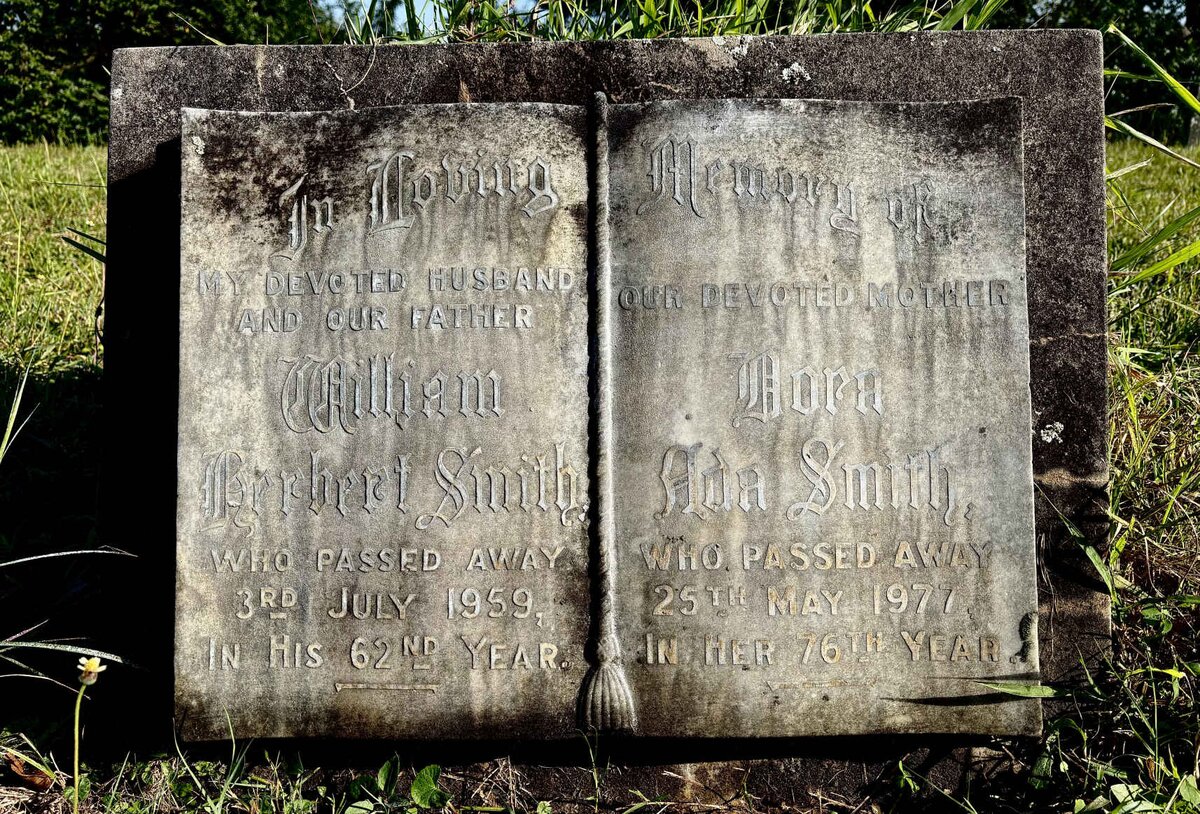 In Loving
MY DEVOTED HUSBAND
AND OUR FATHER
William
Herbert Smith,
WHO PASSED AWAY
3RD JULY 1959,
IN HIS 62ND YEAR.
Memory of
OUR DEVOTED MOTHER
Dora
Ada Smith,
WHO PASSED AWAY
25TH MAY 1977,
IN HER 76TH YEAR.